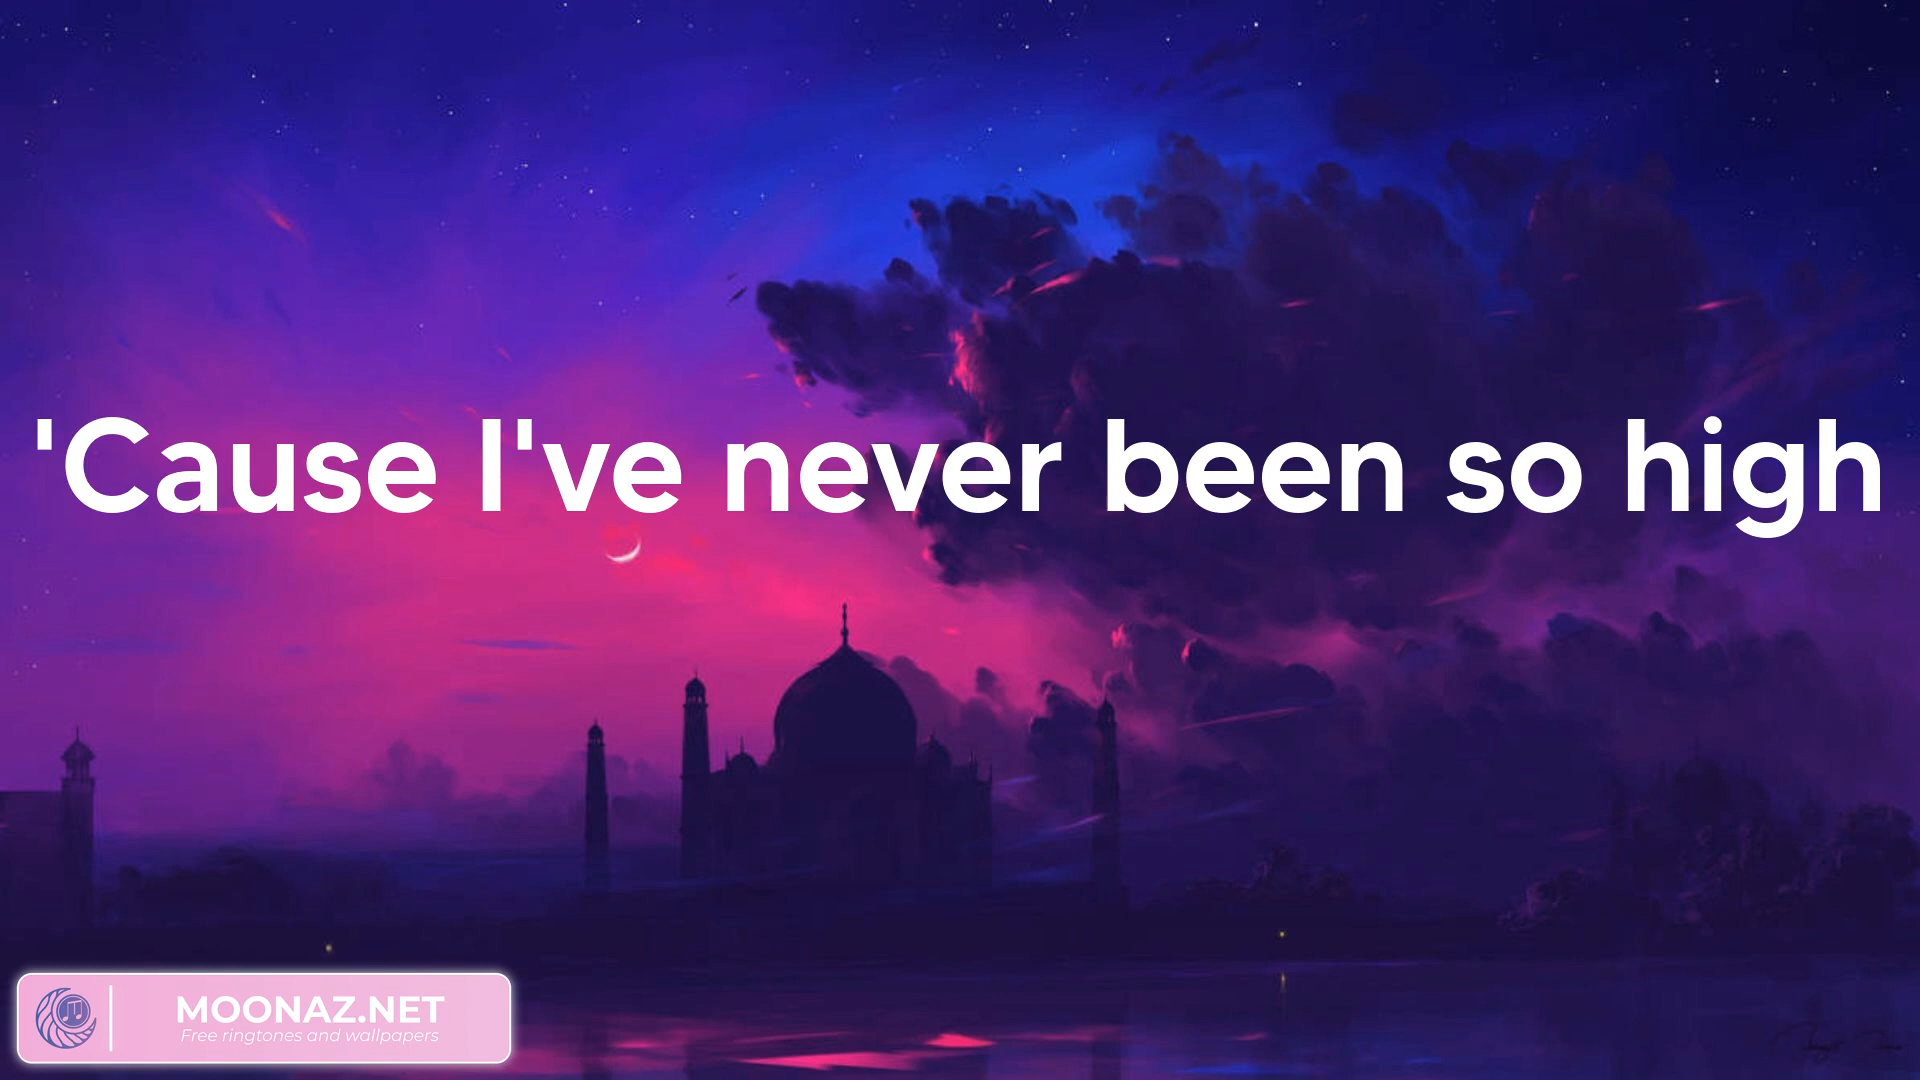 'Cause I've never been so high
MOONAZ.NET
Free ringtones and wallpapers